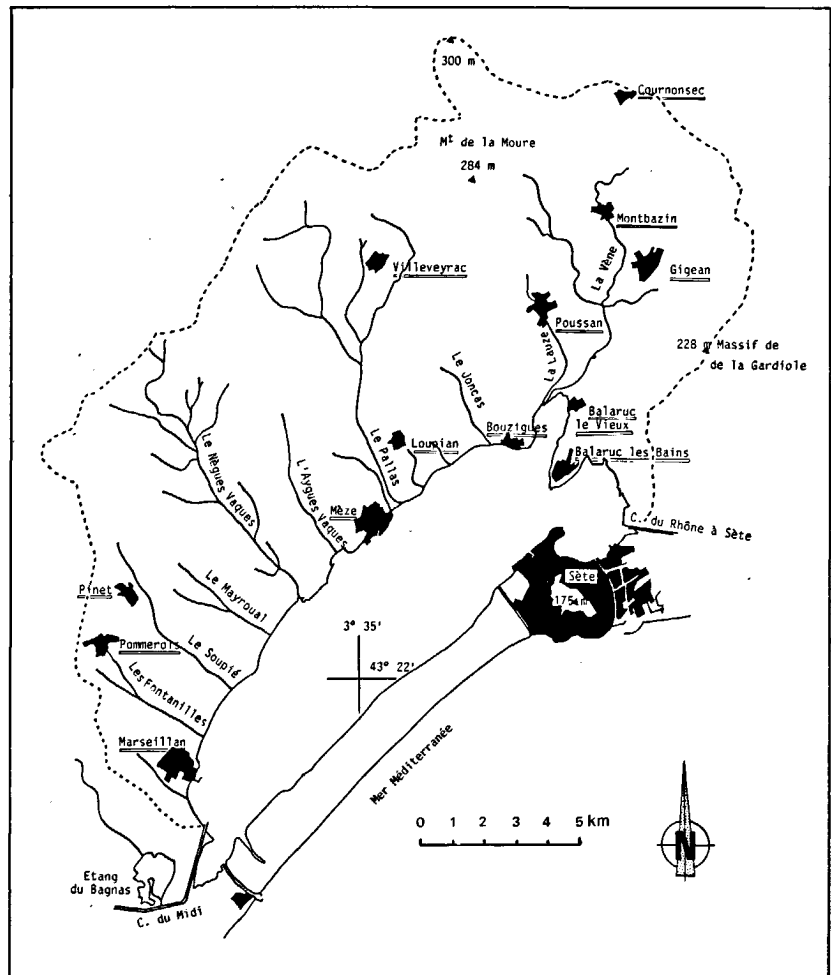 300 m
Cournonsec
Mt de la Moure
284 m
Montbazin
La Vène
Gigean
Villeveyrac
Poussan
La Lauze
228 m Massif de
de la Gardiole
Le Joncas
Balaruc
le Vieux
Bouzigues
Loupian
Balaruc les Bains
Le Pallas
Le Nègues Vaques
L'Aygues Vaques
Mèze
C. du Rhône à Sète
Sète
175 m
Pinet
Le Mayroual
Pommerols
Le Soupié
3° 35'
43° 22'
Les Fontanilles
Marseillan
Mer Méditerranée
0 1 2 3 4 5 km
N
Etang
du Bagnas
C. du Midi